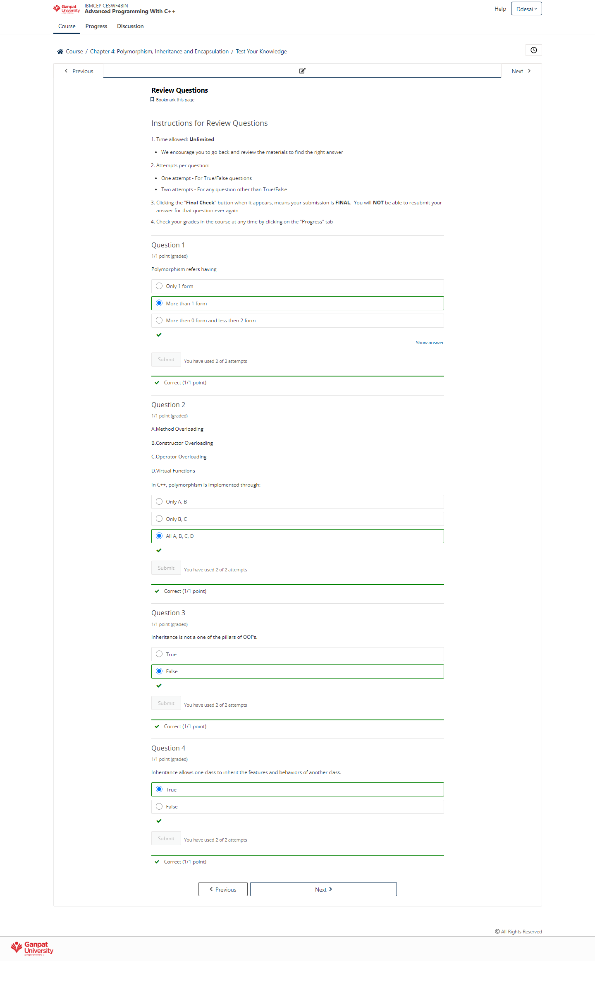 Ganpat
University
IBMCEP CESWF4BIN
Advanced Programming With C++
Help
Ddesai
Course Progress Discussion
Course / Chapter 4: Polymorphism, Inheritance and Encapsulation / Test Your Knowledge
Previous
Next
Review Questions
Bookmark this page
Instructions for Review Questions
1. Time allowed: Unlimited
• We encourage you to go back and review the materials to find the right answer
2. Attempts per question:
• One attempt - For True/False questions
• Two attempts - For any question other than True/False
3. Clicking the "Final Check" button when it appears, means your submission is FINAL. You will NOT be able to resubmit your
answer for that question ever again
4. Check your grades in the course at any time by clicking on the "Progress" tab
Question 1
1/1 point (graded)
Polymorphism refers having
Only 1 form
More than 1 form
More then 0 form and less then 2 form
Show answer
Submit You have used 2 of 2 attempts
Correct (1/1 point)
Question 2
1/1 point (graded)
A.Method Overloading
B.Constructor Overloading
C.Operator Overloading
D.Virtual Functions
In C++, polymorphism is implemented through:
Only A, B
Only B, C
All A, B, C, D
Submit You have used 2 of 2 attempts
Correct (1/1 point)
Question 3
1/1 point (graded)
Inheritance is not a one of the pillars of OOPs.
True
False
Submit You have used 2 of 2 attempts
Correct (1/1 point)
Question 4
1/1 point (graded)
Inheritance allows one class to inherit the features and behaviors of another class.
True
False
Submit You have used 2 of 2 attempts
Correct (1/1 point)
Previous
Next
© All Rights Reserved
Ganpat
University